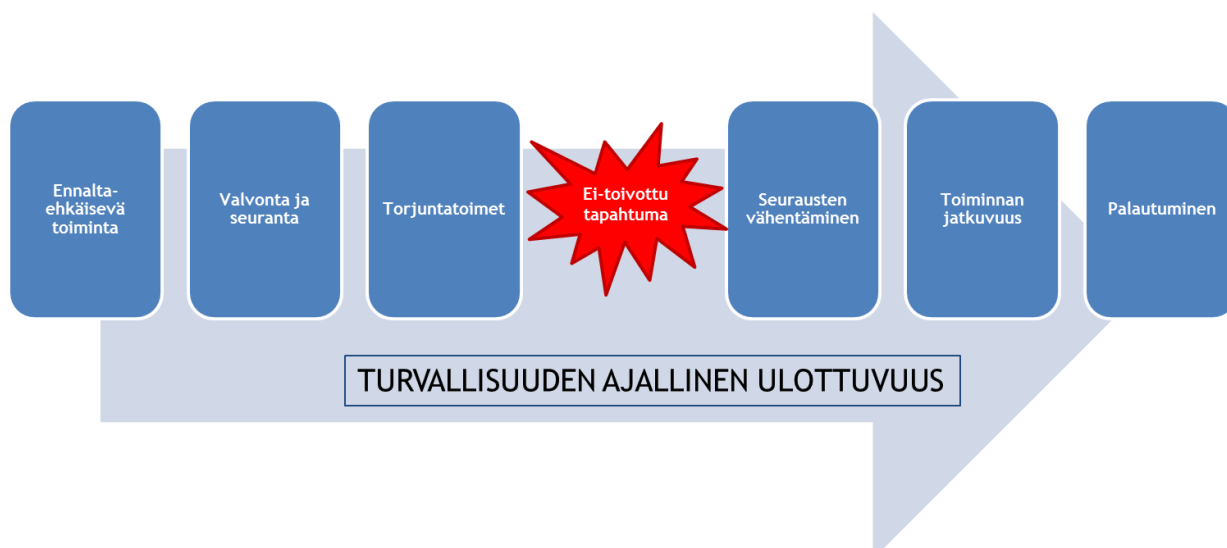 Ennalta-
ehkäisevä
toiminta
Valvonta ja
seuranta
Torjuntatoimet
Ei-toivottu
tapahtuma
Seurausten
vähentäminen
Toiminnan
jatkuvuus
Palautuminen
TURVALLISUUDEN AJALLINEN ULOTTUVUUS